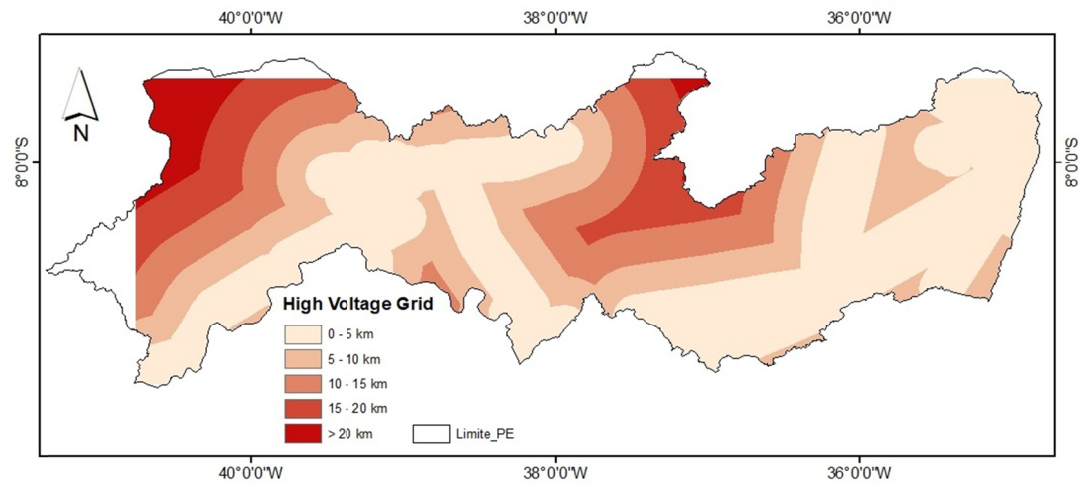 40°0'0"W 38°0'0"W 36°0'0"W
N
8°0'0"S
8°0'0"S
High Voltage Grid
0 - 5 km
5 - 10 km
10 - 15 km
15 - 20 km
> 20 km
Limite_PE
40°0'0"W 38°0'0"W 36°0'0"W